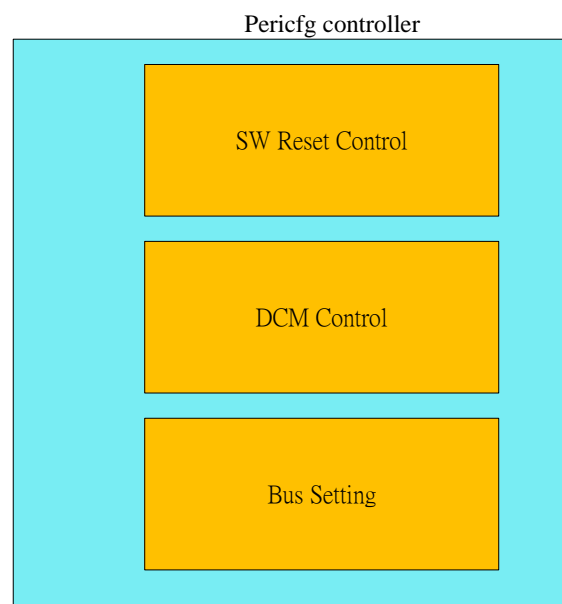 Pericfg controller
SW Reset Control
DCM Control
Bus Setting